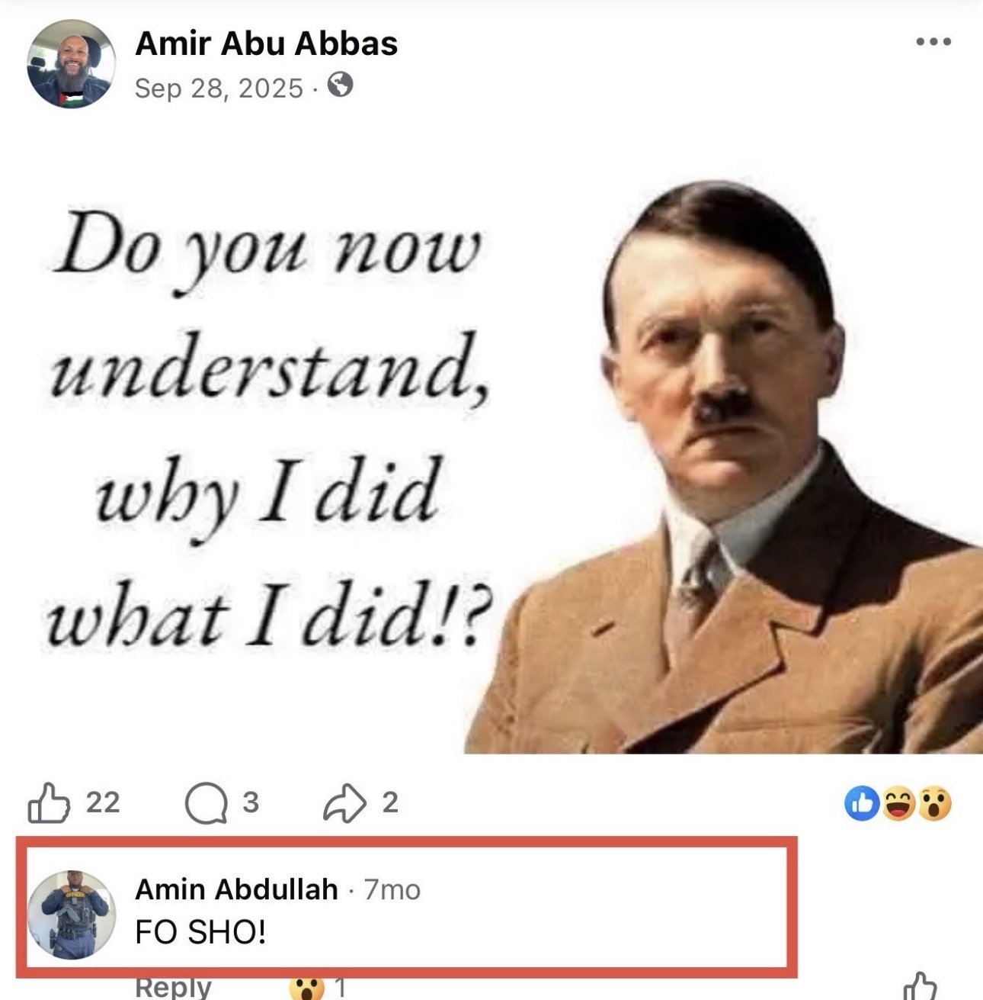 Amir Abu Abbas
Sep 28, 2025 ·
Do you now
understand,
why I did
what I did!?
22
3
2
Amin Abdullah · 7mo
FO SHO!
Reply
1